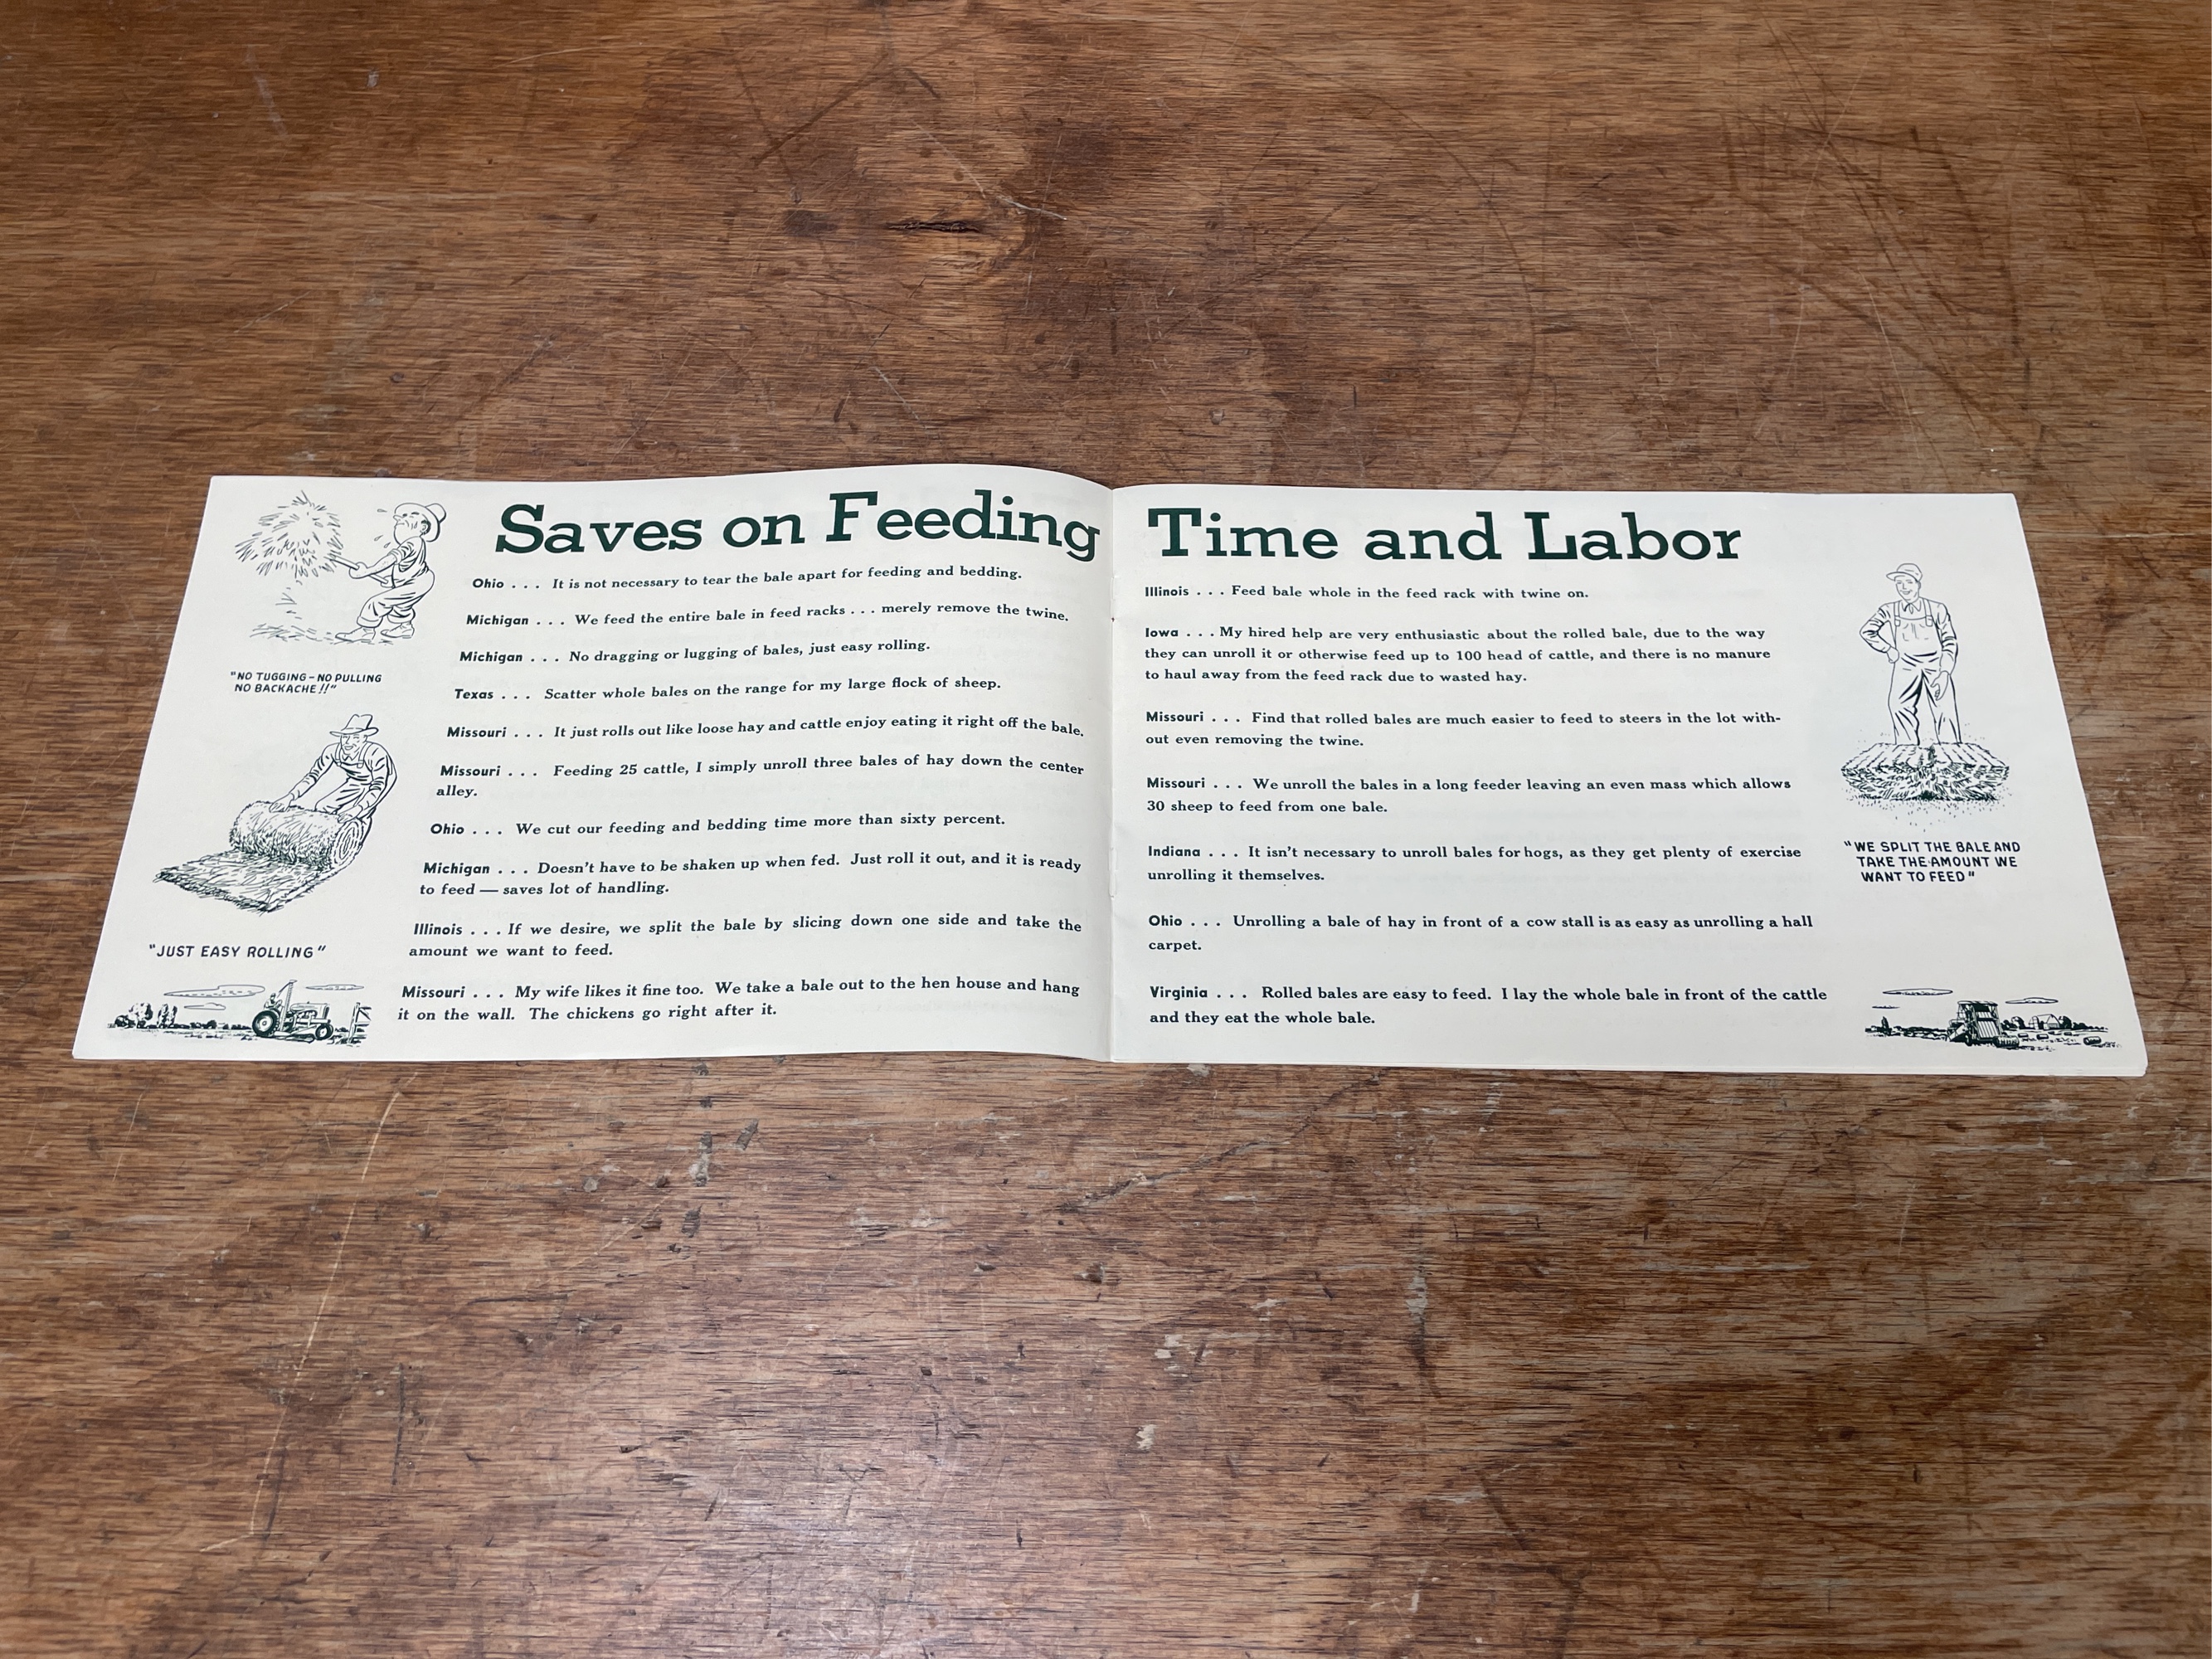 Saves on Feeding Time and Labor
Ohio . . . It is not necessary to tear the bale apart for feeding and bedding.
Michigan . . . We feed the entire bale in feed racks . . . merely remove the twine.
Michigan . . . No dragging or lugging of bales, just easy rolling.
Texas . . . Scatter whole bales on the range for my large flock of sheep.
Missouri . . . It just rolls out like loose hay and cattle enjoy eating it right off the bale.
Missouri . . . Feeding 25 cattle, I simply unroll three bales of hay down the center
alley.
Ohio . . . We cut our feeding and bedding time more than sixty percent.
Michigan . . . Doesn't have to be shaken up when fed. Just roll it out, and it is ready
to feed — saves lot of handling.
Illinois . . . If we desire, we split the bale by slicing down one side and take the
amount we want to feed.
Missouri . . . My wife likes it fine too. We take a bale out to the hen house and hang
it on the wall. The chickens go right after it.
"NO TUGGING – NO PULLING
NO BACKACHE!!"
"JUST EASY ROLLING"
Illinois . . . Feed bale whole in the feed rack with twine on.
Iowa . . . My hired help are very enthusiastic about the rolled bale, due to the way
they can unroll it or otherwise feed up to 100 head of cattle, and there is no manure
to haul away from the feed rack due to wasted hay.
Missouri . . . Find that rolled bales are much easier to feed to steers in the lot with-
out even removing the twine.
Missouri . . . We unroll the bales in a long feeder leaving an even mass which allows
30 sheep to feed from one bale.
Indiana . . . It isn't necessary to unroll bales for hogs, as they get plenty of exercise
unrolling it themselves.
Ohio . . . Unrolling a bale of hay in front of a cow stall is as easy as unrolling a hall
carpet.
Virginia . . . Rolled bales are easy to feed. I lay the whole bale in front of the cattle
and they eat the whole bale.
"WE SPLIT THE BALE AND
TAKE THE AMOUNT WE
WANT TO FEED"